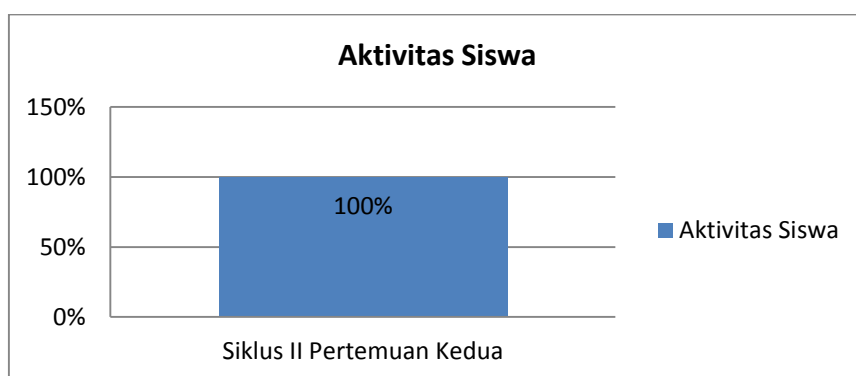 Aktivitas Siswa
150%
100%
50%
0%
100%
Siklus II Pertemuan Kedua
Aktivitas Siswa